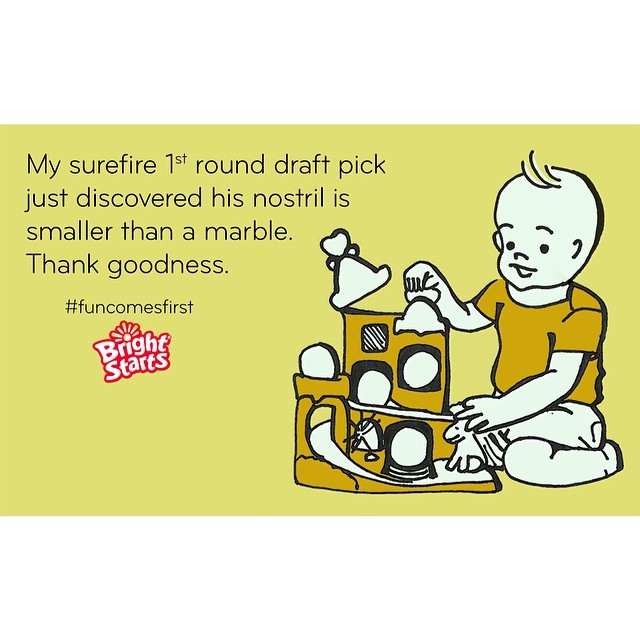 My surefire 1st round draft pick
just discovered his nostril is
smaller than a marble.
Thank goodness.
#funcomesfirst
Bright
Starts